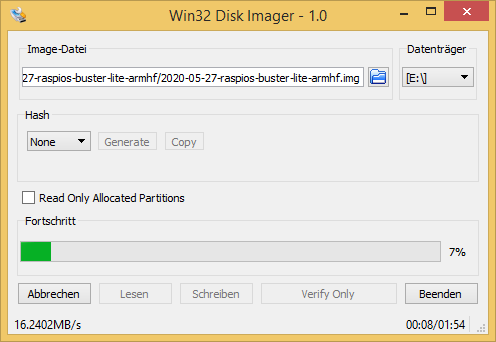 Win32 Disk Imager - 1.0
Image-Datei
Datenträger
27-raspios-buster-lite-armhf/2020-05-27-raspios-buster-lite-armhf.img
[E:\]
Hash
None
Generate
Copy
Read Only Allocated Partitions
Fortschritt
7%
Abbrechen
Lesen
Schreiben
Verify Only
Beenden
16.2402MB/s
00:08/01:54